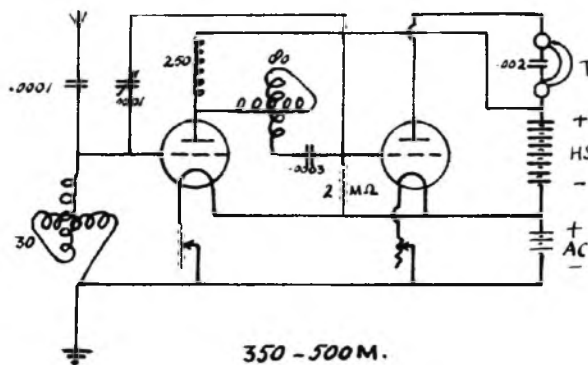 .0001
.0001
250
80
.002
T
+
HS
-
.0003
2 MΩ
30
+
AC
-
350-500M.